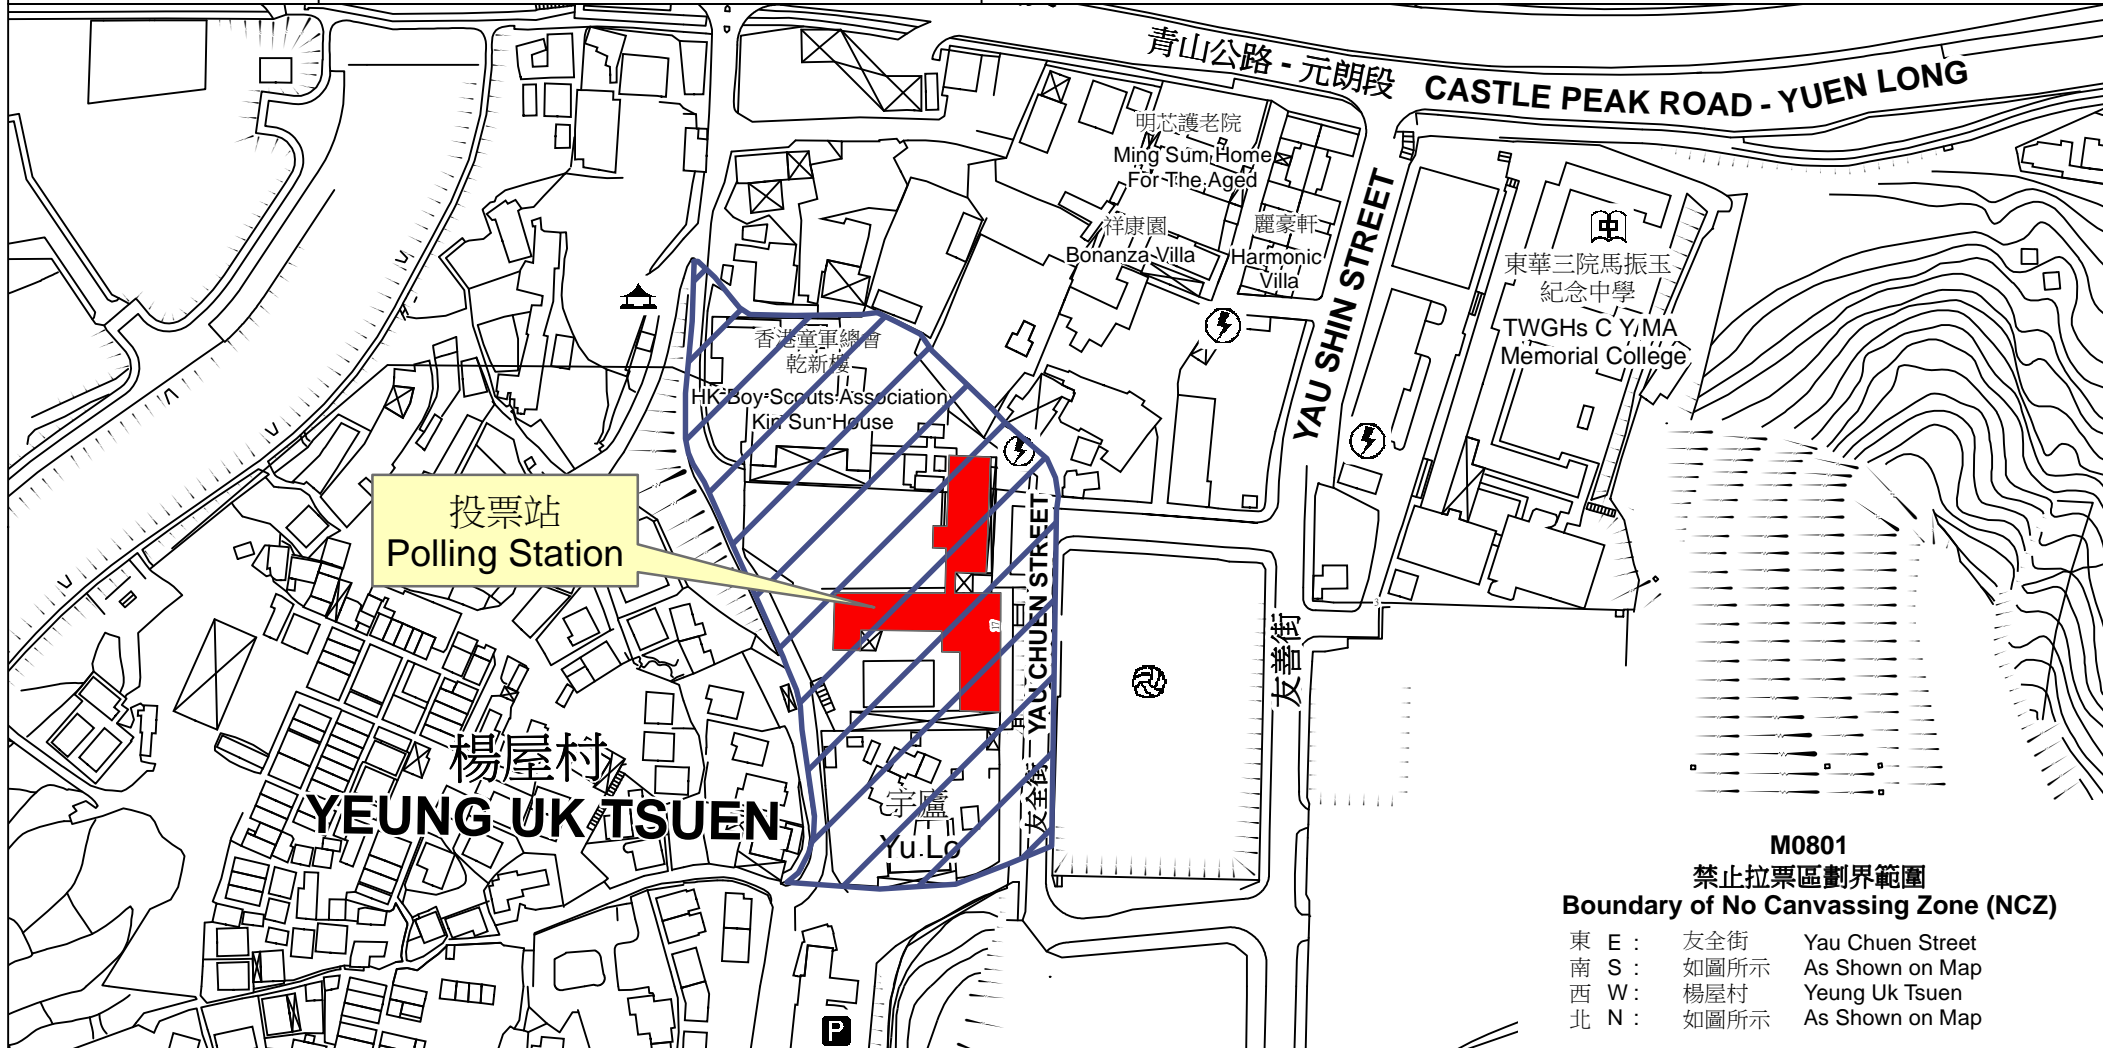 青山公路 - 元朗段
CASTLE PEAK ROAD - YUEN LONG
明芯護老院
Ming Sum Home
For The Aged
祥康園
Bonanza Villa
麗豪軒
Harmonic
Villa
YAU SHIN STREET
中
東華三院馬振玉
紀念中學
TWGHs C Y MA
Memorial College
香港童軍總會
乾新樓
HK Boy Scouts Association
Kin Sun House
投票站
Polling Station
YAU CHUEN STREET
友全街
17
友善街
3
楊屋村
YEUNG UK TSUEN
宇廬
Yu Lo
P
M0801
禁止拉票區劃界範圍
Boundary of No Canvassing Zone (NCZ)
東 E : 友全街 Yau Chuen Street
南 S : 如圖所示 As Shown on Map
西 W : 楊屋村 Yeung Uk Tsuen
北 N : 如圖所示 As Shown on Map